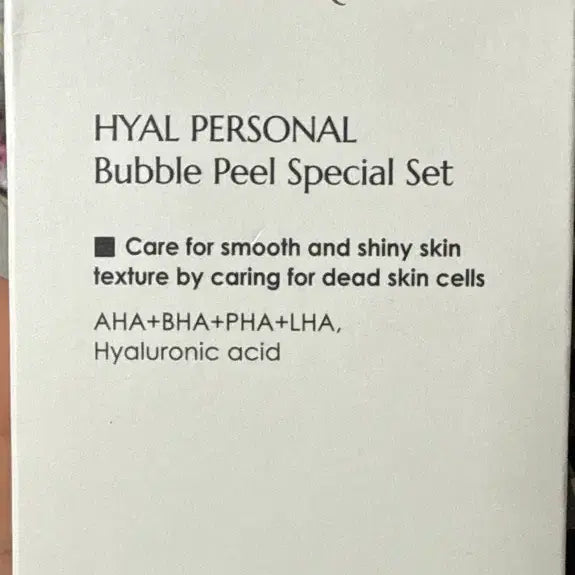 HYAL PERSONAL
Bubble Peel Special Set
■ Care for smooth and shiny skin
texture by caring for dead skin cells
AHA+BHA+PHA+LHA,
Hyaluronic acid